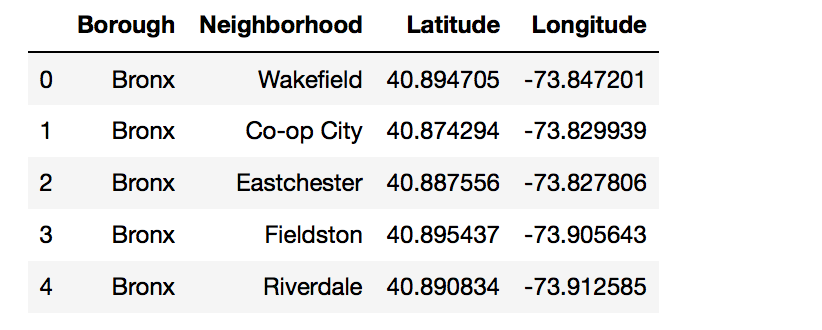 Borough Neighborhood Latitude Longitude
0 Bronx Wakefield 40.894705 -73.847201
1 Bronx Co-op City 40.874294 -73.829939
2 Bronx Eastchester 40.887556 -73.827806
3 Bronx Fieldston 40.895437 -73.905643
4 Bronx Riverdale 40.890834 -73.912585